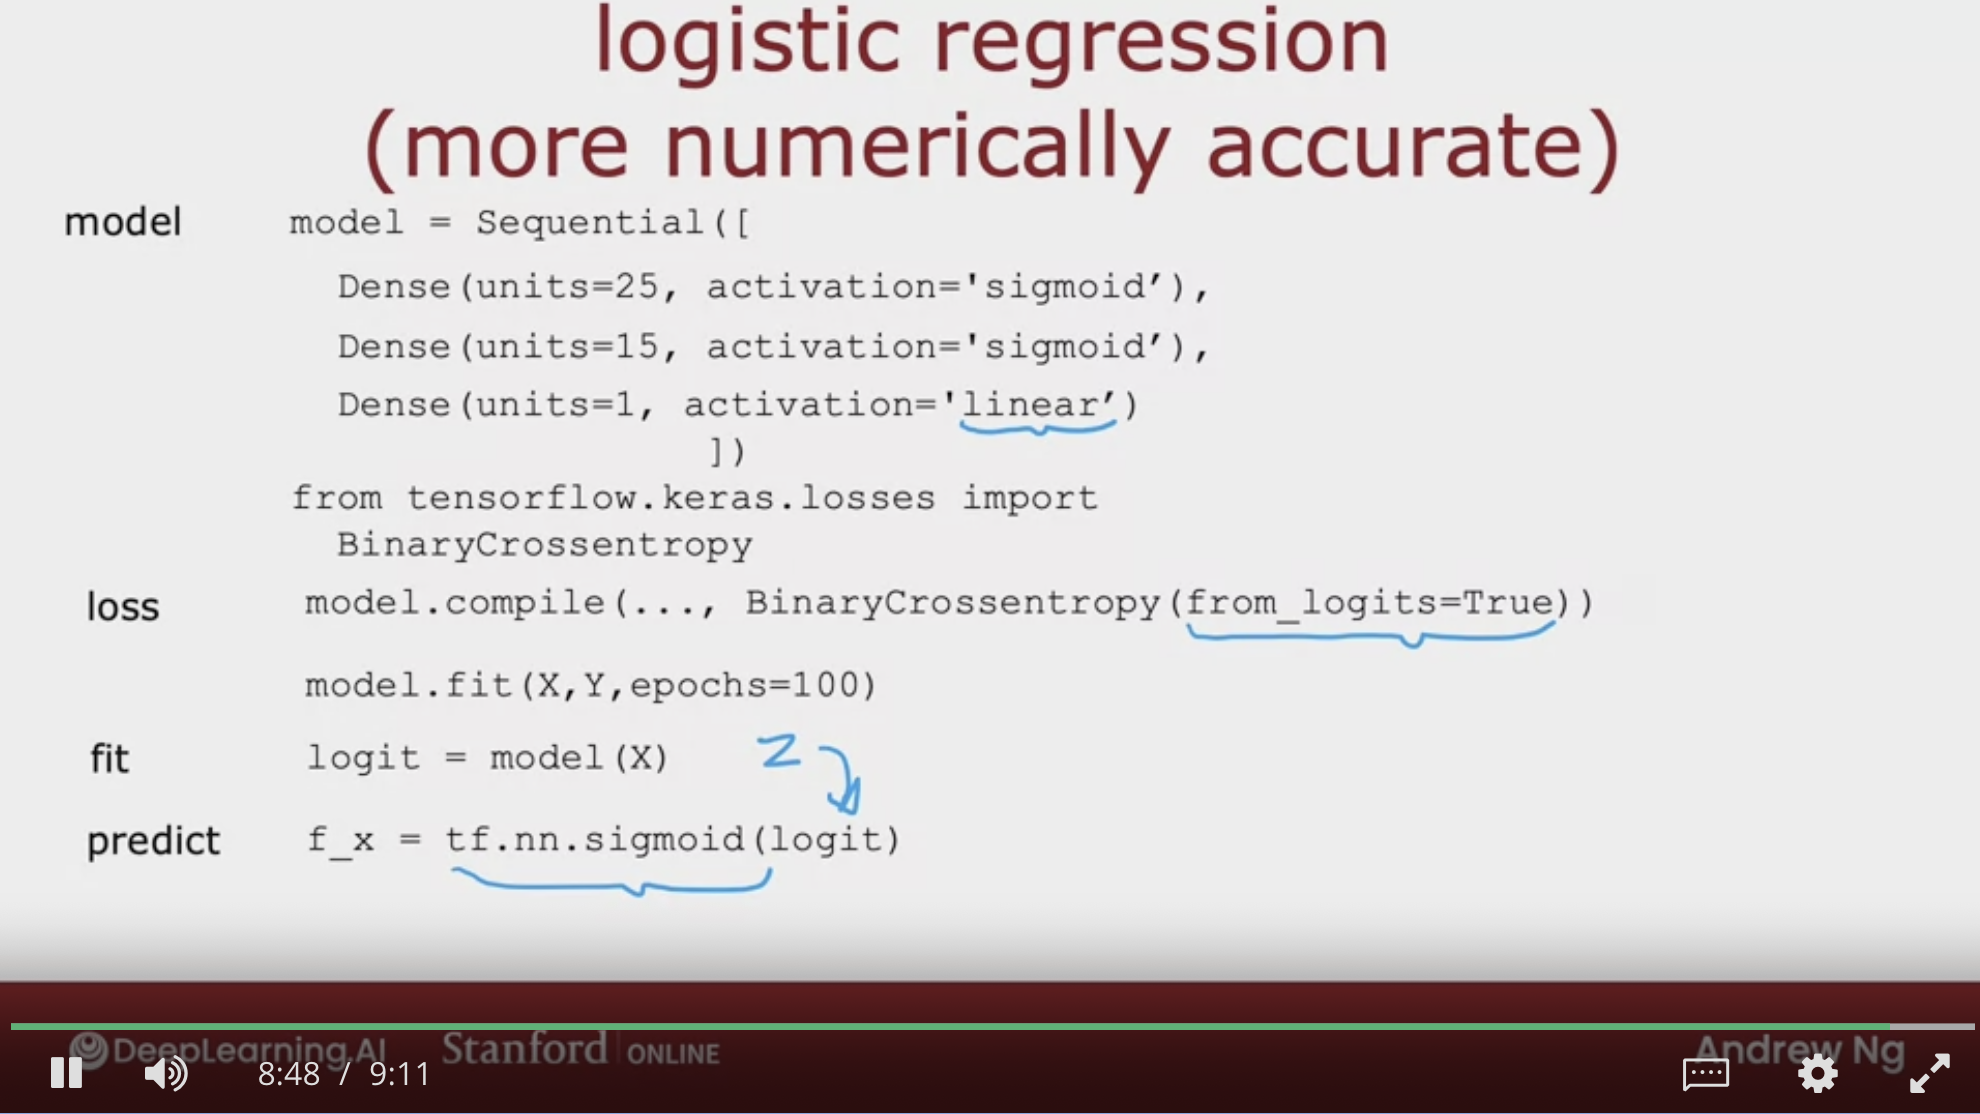 logistic regression
(more numerically accurate)
model model = Sequential([
Dense(units=25, activation='sigmoid’),
Dense(units=15, activation='sigmoid’),
Dense(units=1, activation='linear’)
])
from tensorflow.keras.losses import
BinaryCrossentropy
loss model.compile(..., BinaryCrossentropy(from_logits=True))
model.fit(X,Y,epochs=100)
fit logit = model(X) z
predict f_x = tf.nn.sigmoid(logit)
DeepLearning.AI Stanford ONLINE Andrew Ng
8:48 / 9:11